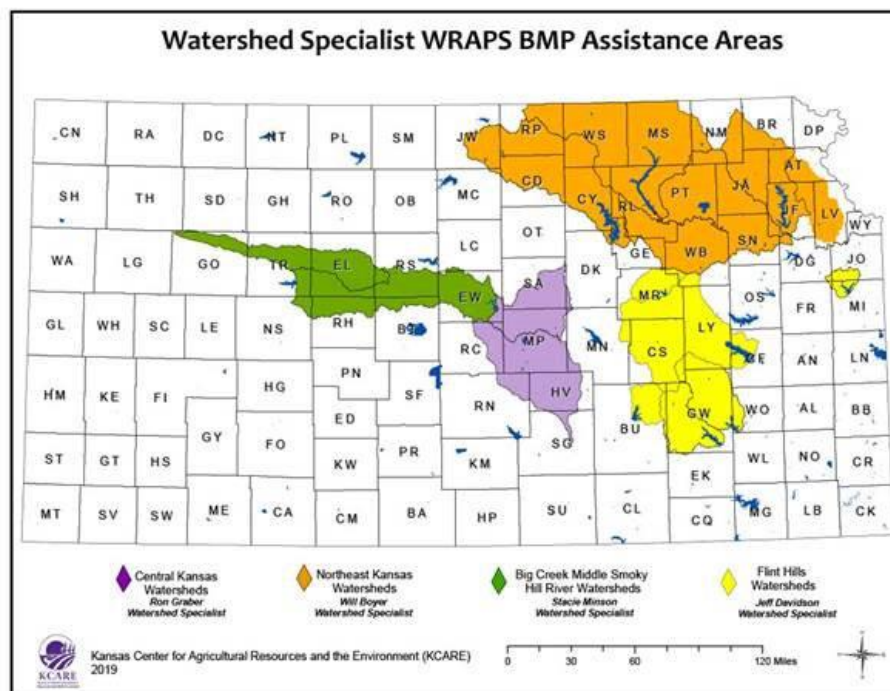 Watershed Specialist WRAPS BMP Assistance Areas
CN RA DC NT PL SM JW RP WS MS NM BR DP
SH TH SD GH RO OB MC CD CY RL PT JA AT JF LV
WA LG GO TR EL RS LC OT DK GE WB SN WY
GL WH SC LE NS RH EW SA MR OS DG JO
FR MI
HM KE FI HG PN RC MP MN CS LY AN LN
GY FO ED SF RN HV BU GW WO AL BB
ST GT HS KW PR KM SG EK WL NO CR
MT SV SW ME CA CM BA HP SU CL CQ MG LB CK
Central Kansas
Watersheds
Ron Graber
Watershed Specialist
Northeast Kansas
Watersheds
Will Boyer
Watershed Specialist
Big Creek Middle Smoky
Hill River Watersheds
Stacie Minson
Watershed Specialist
Flint Hills
Watersheds
Jeff Davidson
Watershed Specialist
KCARE
Kansas Center for Agricultural Resources and the Environment (KCARE)
2019
0 30 60 120 Miles